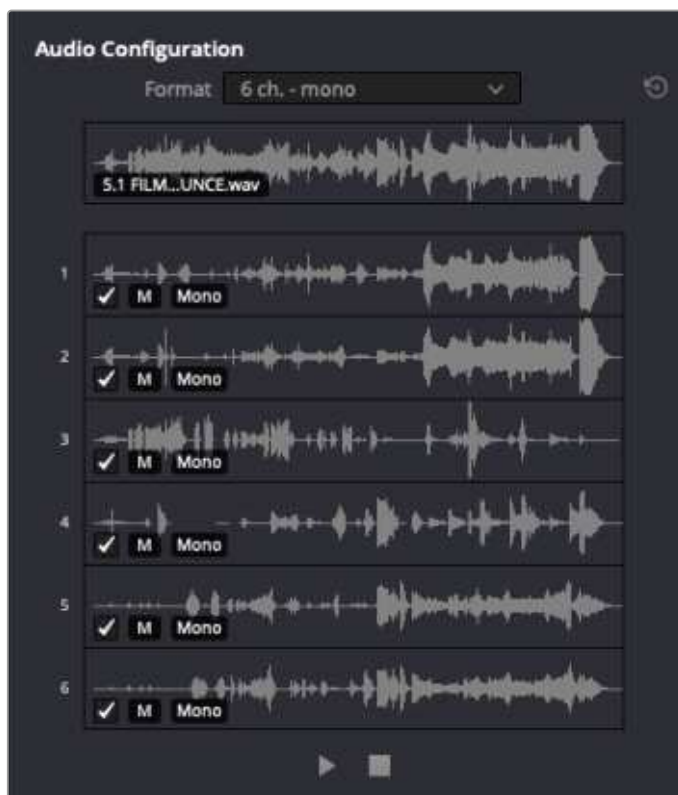 Audio Configuration
Format 6 ch. - mono
5.1 FILM...UNCE.wav
1
M Mono
2
M Mono
3
M Mono
4
M Mono
5
M Mono
6
M Mono